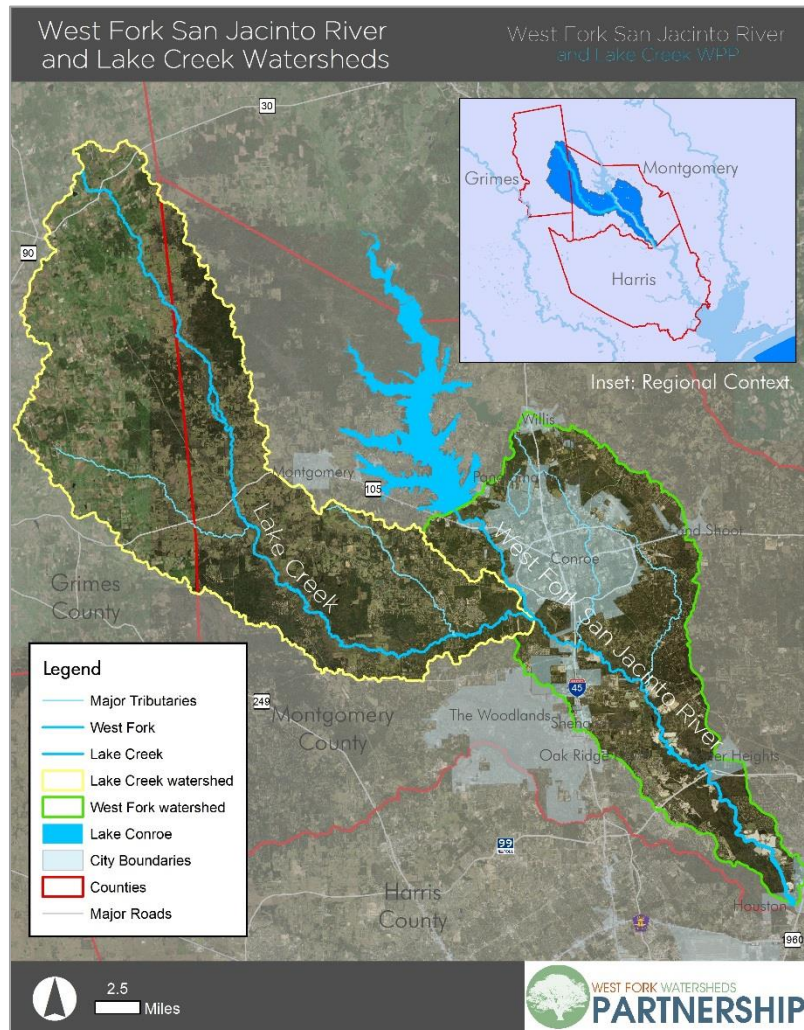 West Fork San Jacinto River
and Lake Creek Watersheds
West Fork San Jacinto River
and Lake Creek WPP
30
90
Grimes
Montgomery
Harris
Inset: Regional Context
Willis
Montgomery
105
Conroe
Lake Creek
West Fork San Jacinto River
Grimes
County
249
Montgomery
County
The Woodlands
45
Oak Ridge
Heights
99
Harris
County
Houston
1960
Legend
Major Tributaries
West Fork
Lake Creek
Lake Creek watershed
West Fork watershed
Lake Conroe
City Boundaries
Counties
Major Roads
2.5
Miles
WEST FORK WATERSHEDS
PARTNERSHIP